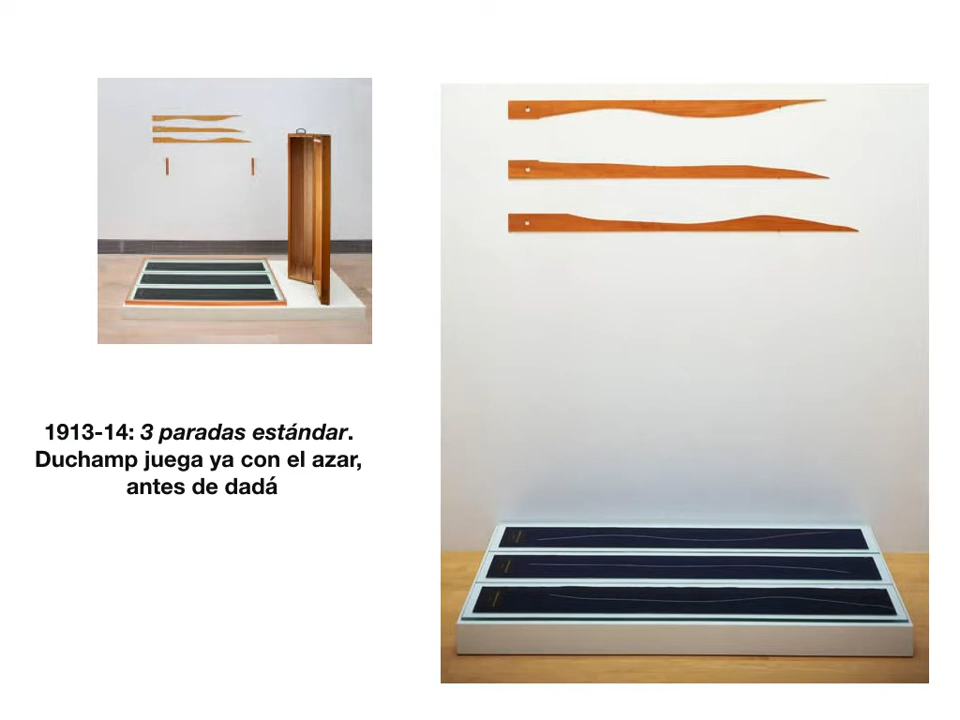 1913-14: 3 paradas estándar.
Duchamp juega ya con el azar,
antes de dadá